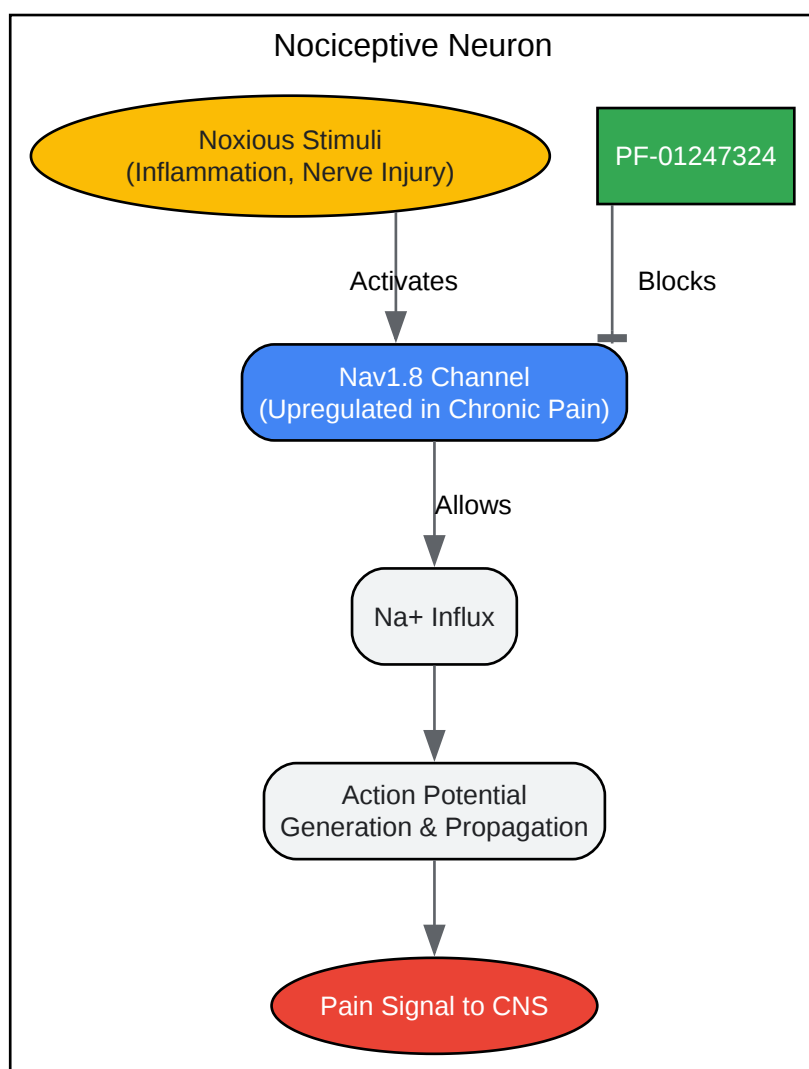 Nociceptive Neuron
Noxious Stimuli
(Inflammation, Nerve Injury)
PF-01247324
Activates
Blocks
Nav1.8 Channel
(Upregulated in Chronic Pain)
Allows
Na+ Influx
Action Potential
Generation & Propagation
Pain Signal to CNS